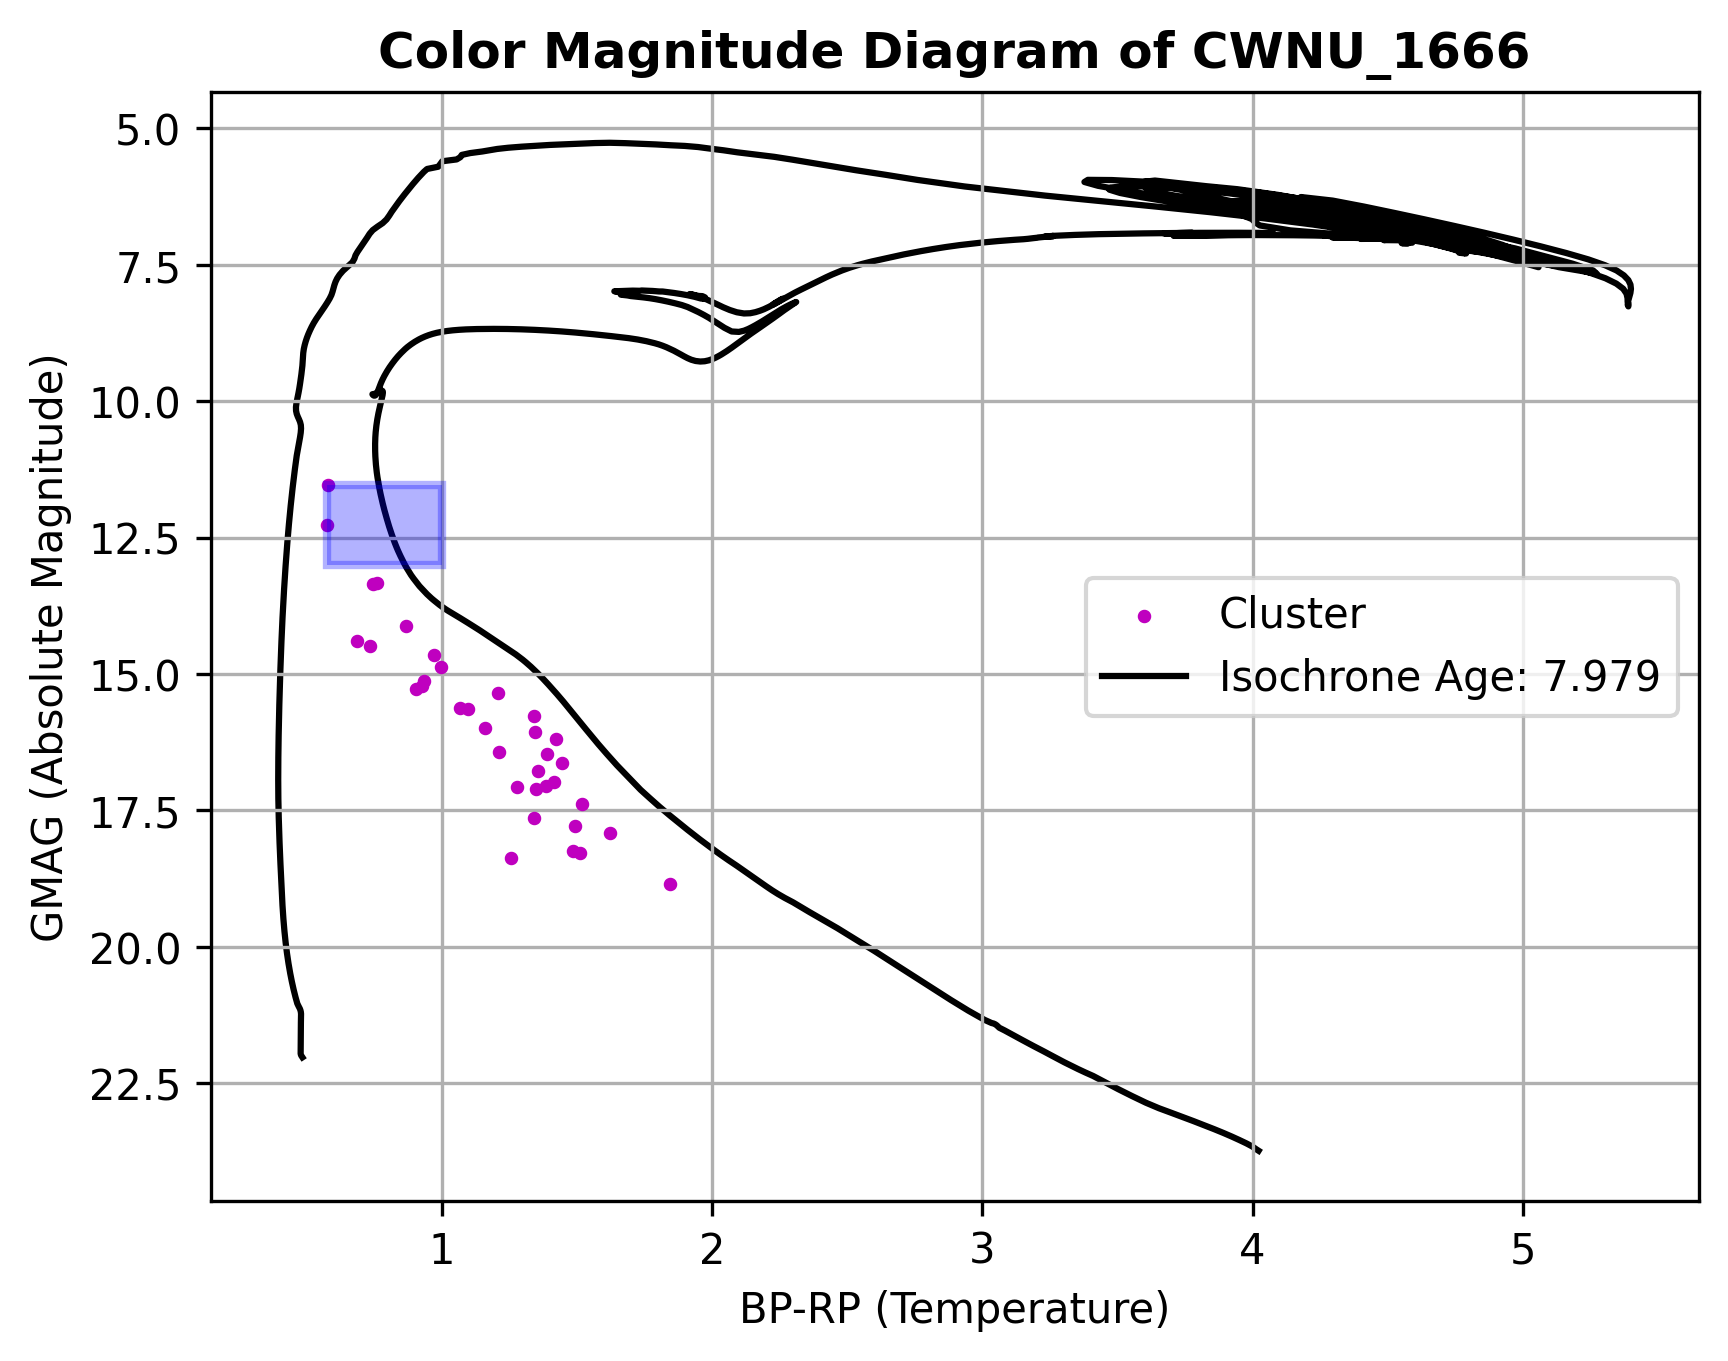 Color Magnitude Diagram of CWNU_1666
GMAG (Absolute Magnitude)
5.0
7.5
10.0
12.5
15.0
17.5
20.0
22.5
Cluster
Isochrone Age: 7.979
1
2
3
4
5
BP-RP (Temperature)